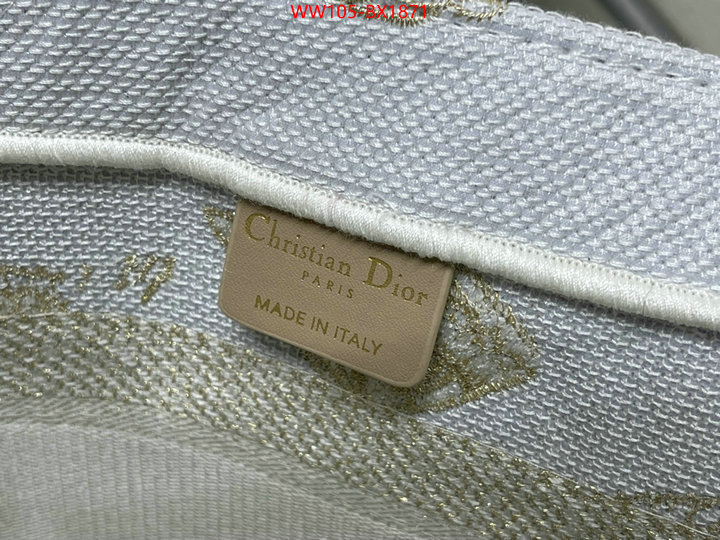 WW105-BX1871
Christian Dior
PARIS
MADE IN ITALY